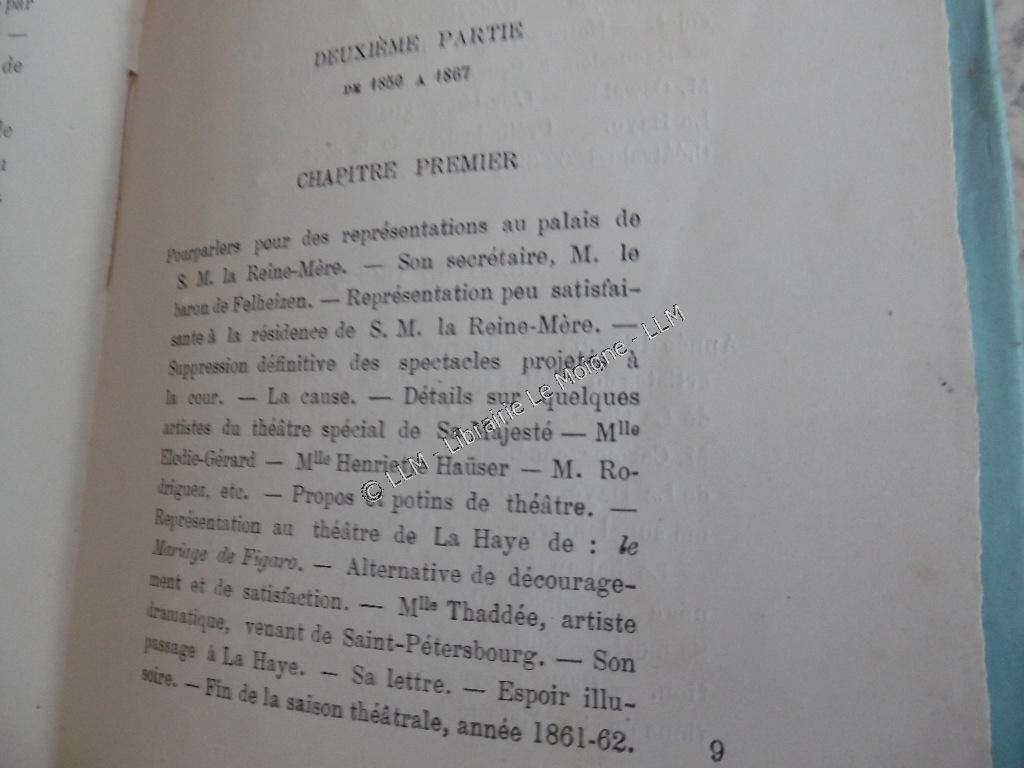 par
—
de
DEUXIÈME PARTIE
DE 1850 A 1867
CHAPITRE PREMIER
Pourparlers pour des représentations au palais de
S. M. la Reine-Mère. — Son secrétaire, M. le
baron de Felheizen. — Représentation peu satisfai-
sante à la résidence de S. M. la Reine-Mère. —
Suppression définitive des spectacles projetés à
la cour. — La cause. — Détails sur quelques
artistes du théâtre spécial de Sa Majesté — Mlle
Elodie-Gérard — Mlle Henriette Haüser — M. Ro-
drigues, etc. — Propos et potins de théâtre. —
Représentation au théâtre de La Haye de : le
Mariage de Figaro. — Alternative de décourage-
ment et de satisfaction. — Mlle Thaddée, artiste
dramatique, venant de Saint-Pétersbourg. — Son
passage à La Haye. — Sa lettre. — Espoir illu-
soire. — Fin de la saison théâtrale, année 1861-62.
9
© LLM - Librairie Le Moigne - LLM